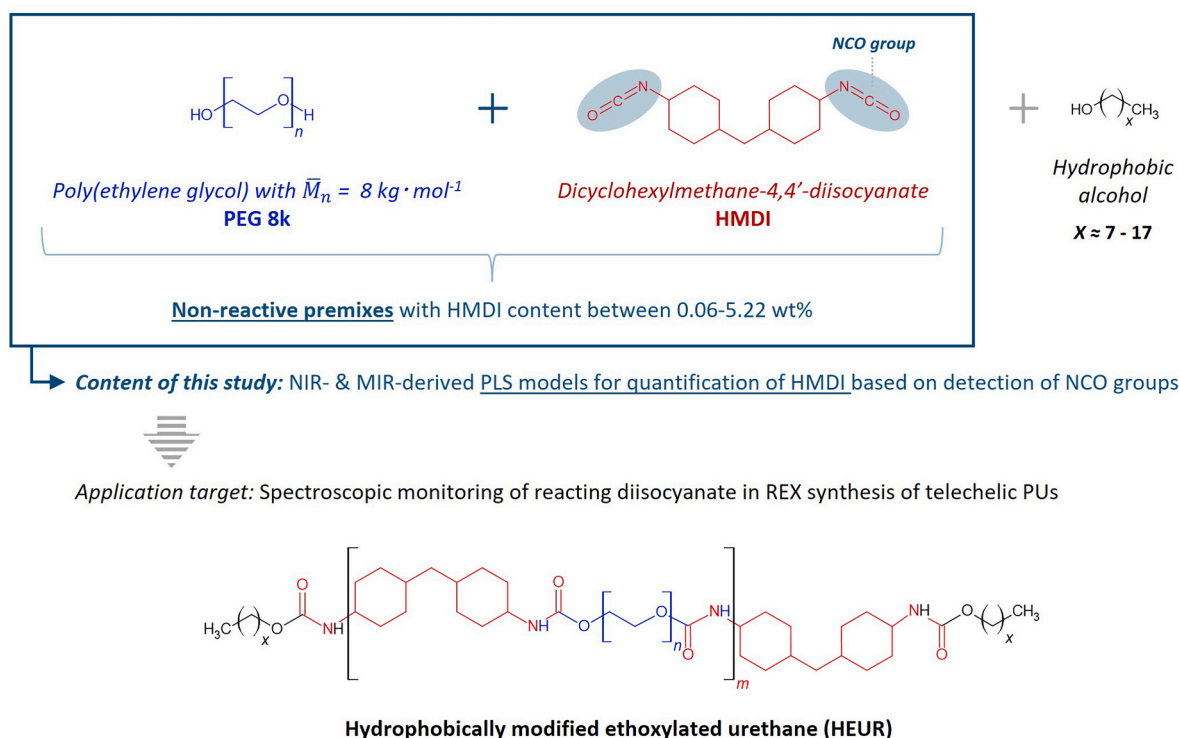 NCO group
HO [ O ]n H
+
O C N N C O
+
HO ( )x CH3
Poly(ethylene glycol) with M̅n = 8 kg·mol-1
PEG 8k
Dicyclohexylmethane-4,4’-diisocyanate
HMDI
Hydrophobic
alcohol
X ≈ 7 - 17
Non-reactive premixes with HMDI content between 0.06-5.22 wt%
Content of this study: NIR- & MIR-derived PLS models for quantification of HMDI based on detection of NCO groups
Application target: Spectroscopic monitoring of reacting diisocyanate in REX synthesis of telechelic PUs
H3C ( )x O O NH [ NH O O [ O ]n O NH ]m NH O O ( )x CH3
Hydrophobically modified ethoxylated urethane (HEUR)